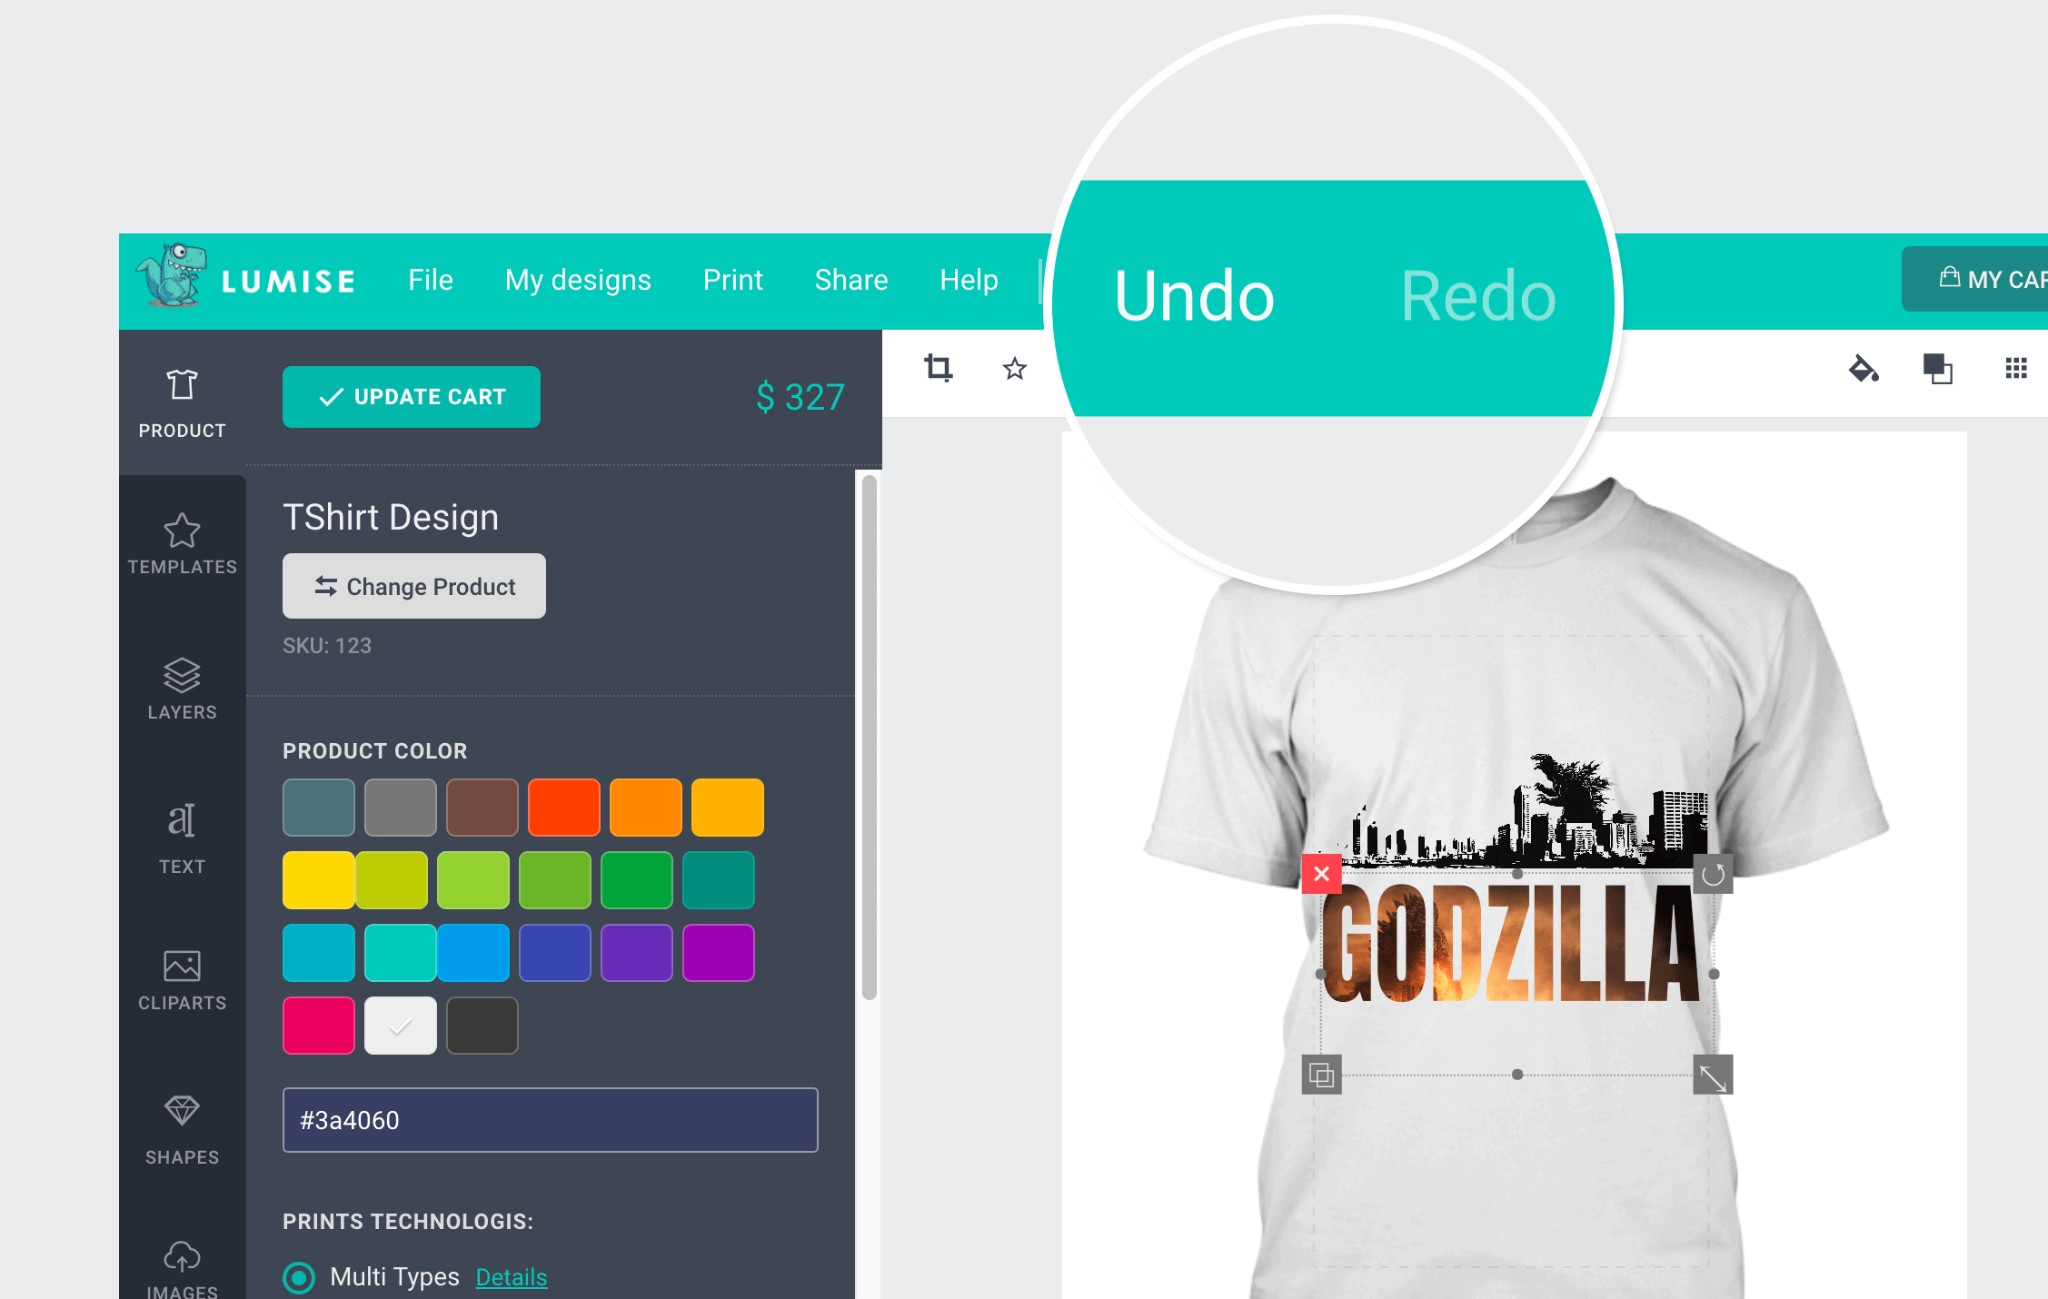 Undo Redo
LUMISE File My designs Print Share Help
MY CAR
UPDATE CART $ 327
PRODUCT
TShirt Design
TEMPLATES
Change Product
SKU: 123
LAYERS
PRODUCT COLOR
TEXT
GODZILLA
CLIPARTS
#3a4060
SHAPES
PRINTS TECHNOLOGIS:
Multi Types Details
IMAGES